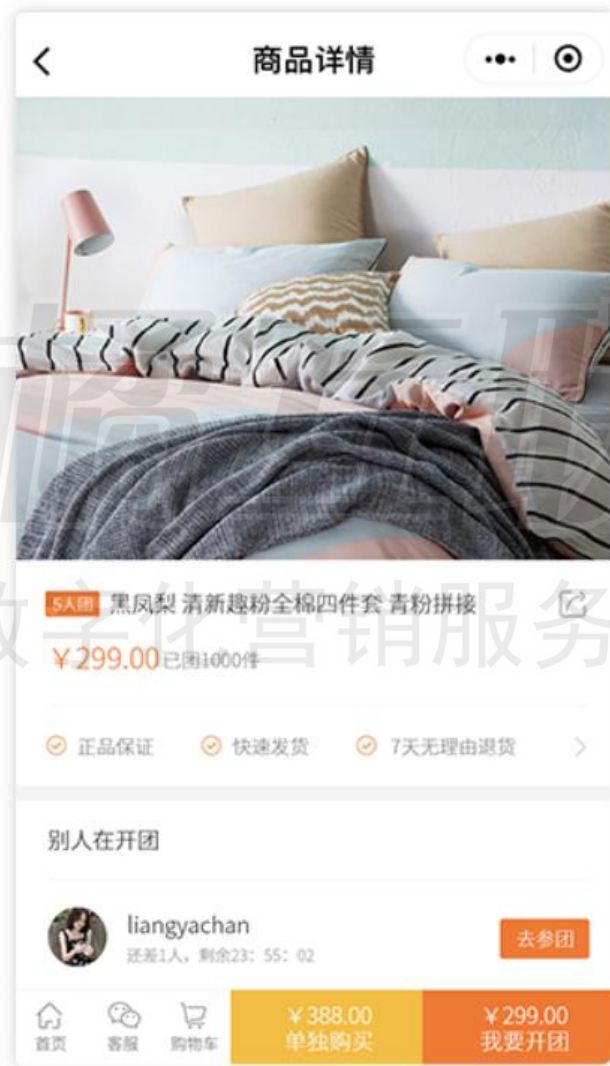 商品详情
5人团 黑凤梨 清新趣粉全棉四件套 青粉拼接
￥299.00 已团1000件
正品保证 快速发货 7天无理由退货
别人在开团
liangyachan
还差1人，剩余23：55：02
去参团
￥388.00 ￥299.00
首页 客服 购物车 单独购买 我要开团
数字化营销服务